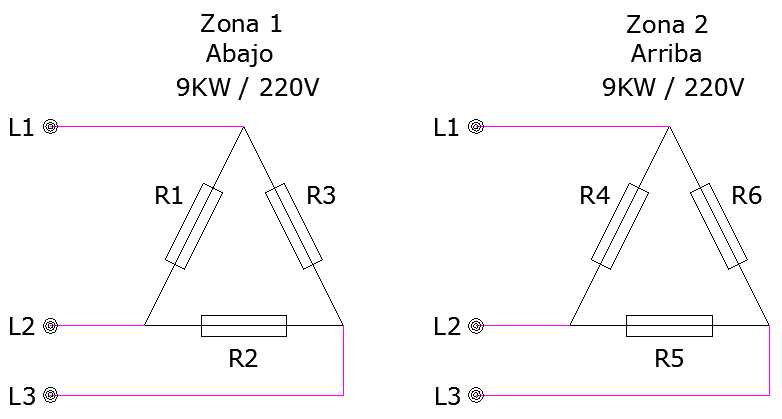 Zona 1
Abajo
9KW / 220V
L1
R1
R3
L2
R2
L3
Zona 2
Arriba
9KW / 220V
L1
R4
R6
L2
R5
L3